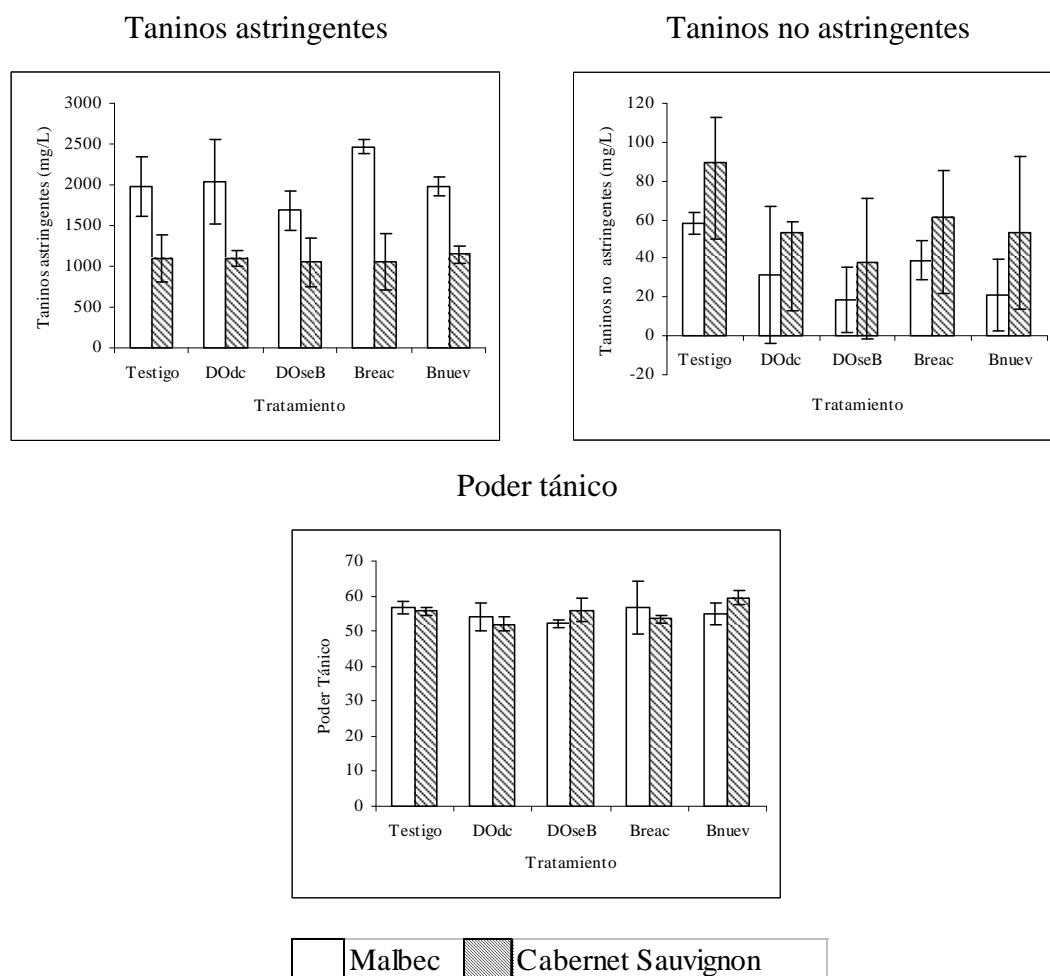 Taninos astringentes
Taninos no astringentes
Taninos astringentes (mg/L)
3000
2500
2000
1500
1000
500
0
Testigo DOdc DOseB Breac Bnuev
Tratamiento
Taninos no astringentes (mg/L)
120
100
80
60
40
20
0
-20
Testigo DOdc DOseB Breac Bnuev
Tratamiento
Poder tánico
Poder Tánico
70
60
50
40
30
20
10
0
Testigo DOdc DOseB Breac Bnuev
Tratamiento
Malbec Cabernet Sauvignon